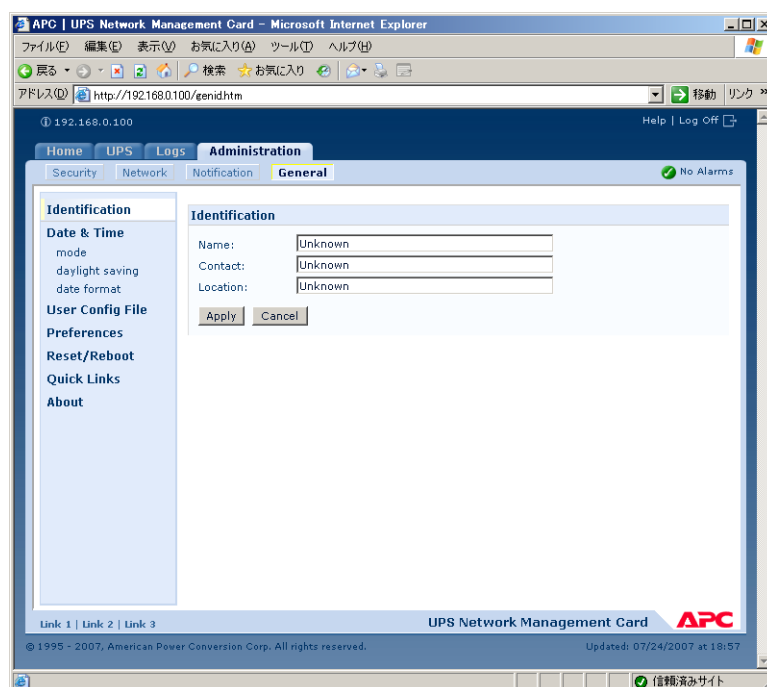 APC | UPS Network Management Card - Microsoft Internet Explorer
ファイル(F) 編集(E) 表示(V) お気に入り(A) ツール(T) ヘルプ(H)
戻る 検索 お気に入り
アドレス(D) http://192.168.0.100/genid.htm 移動 リンク »
192.168.0.100 Help | Log Off
Home UPS Logs Administration
Security Network Notification General No Alarms
Identification
Date & Time
mode
daylight saving
date format
User Config File
Preferences
Reset/Reboot
Quick Links
About
Identification
Name: Unknown
Contact: Unknown
Location: Unknown
Apply Cancel
Link 1 | Link 2 | Link 3
UPS Network Management Card APC
© 1995 - 2007, American Power Conversion Corp. All rights reserved. Updated: 07/24/2007 at 18:57
信頼済みサイト